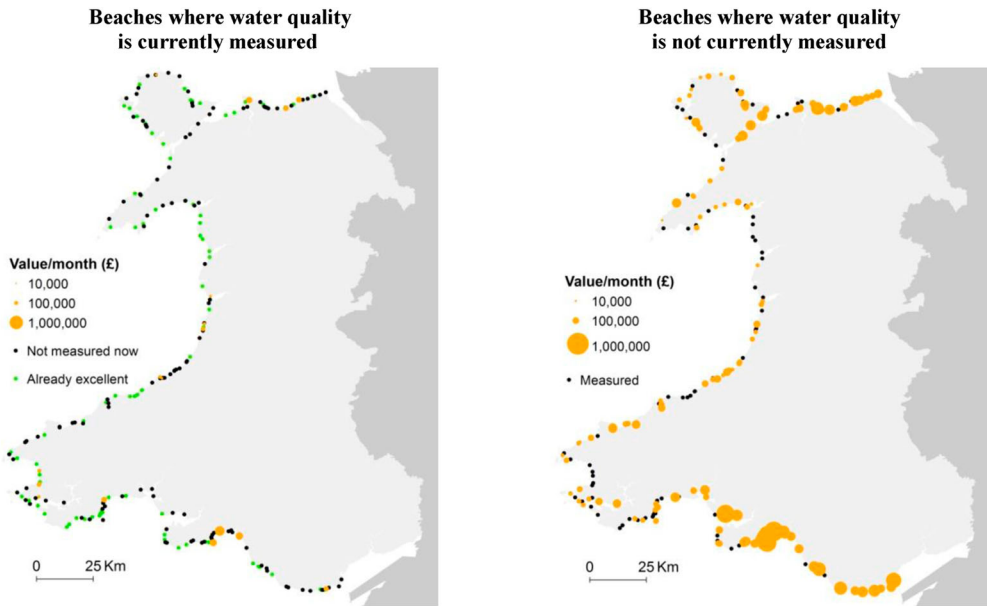 Beaches where water quality
is currently measured
Value/month (£)
10,000
100,000
1,000,000
Not measured now
Already excellent
0 25 Km
Beaches where water quality
is not currently measured
Value/month (£)
10,000
100,000
1,000,000
Measured
0 25 Km